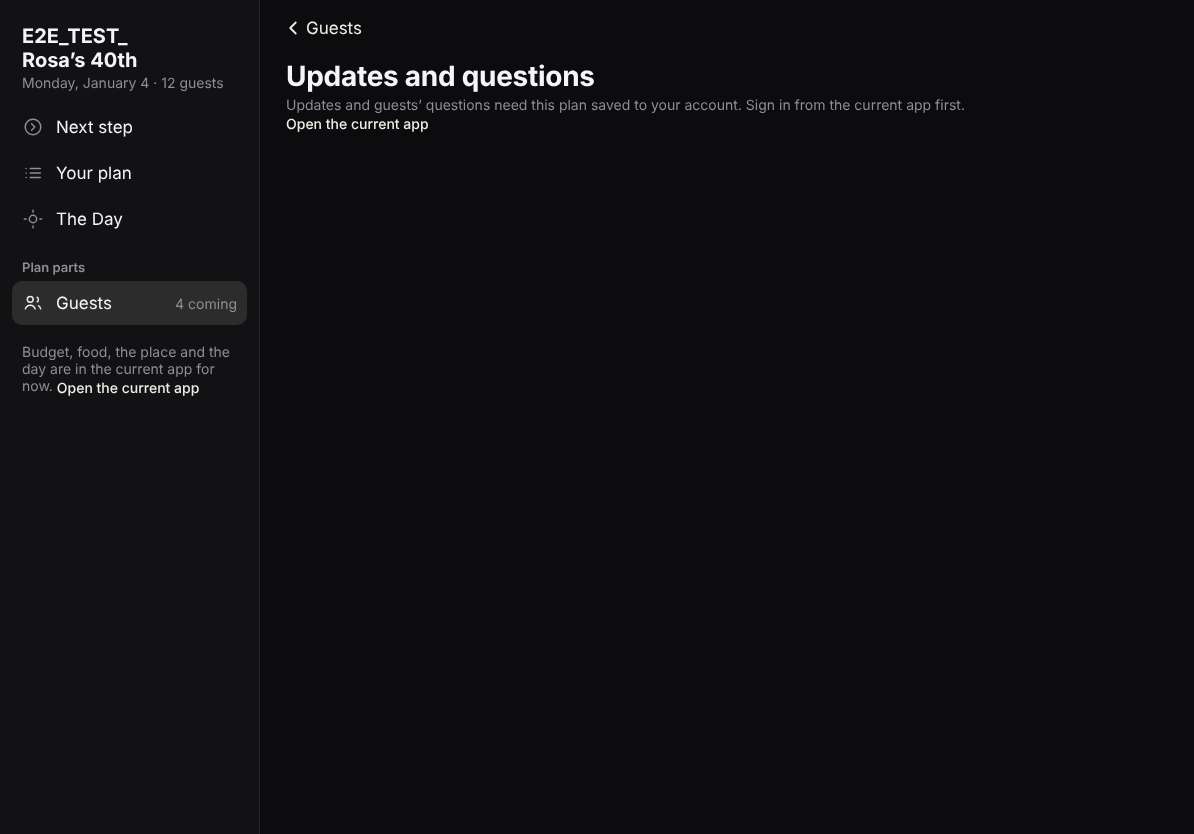 E2E_TEST_
Rosa’s 40th
Monday, January 4 · 12 guests
Next step
Your plan
The Day
Plan parts
Guests
4 coming
Budget, food, the place and the
day are in the current app for
now. Open the current app
Guests
Updates and questions
Updates and guests’ questions need this plan saved to your account. Sign in from the current app first.
Open the current app